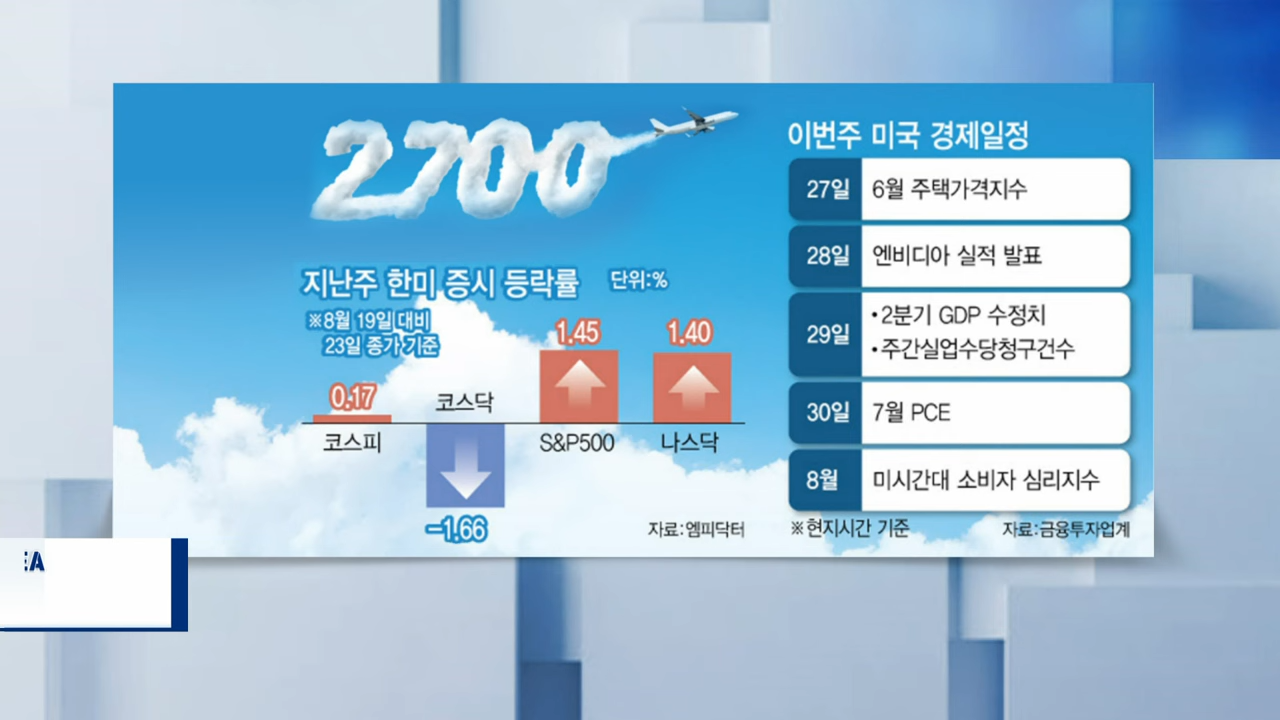 2700
지난주 한미 증시 등락률 단위:%
※8월 19일 대비
23일 종가 기준
0.17
코스피
코스닥
-1.66
1.45
S&P500
1.40
나스닥
자료:엠피닥터
이번주 미국 경제일정
27일 6월 주택가격지수
28일 엔비디아 실적 발표
29일 •2분기 GDP 수정치
•주간실업수당청구건수
30일 7월 PCE
8월 미시간대 소비자 심리지수
※현지시간 기준 자료:금융투자업계